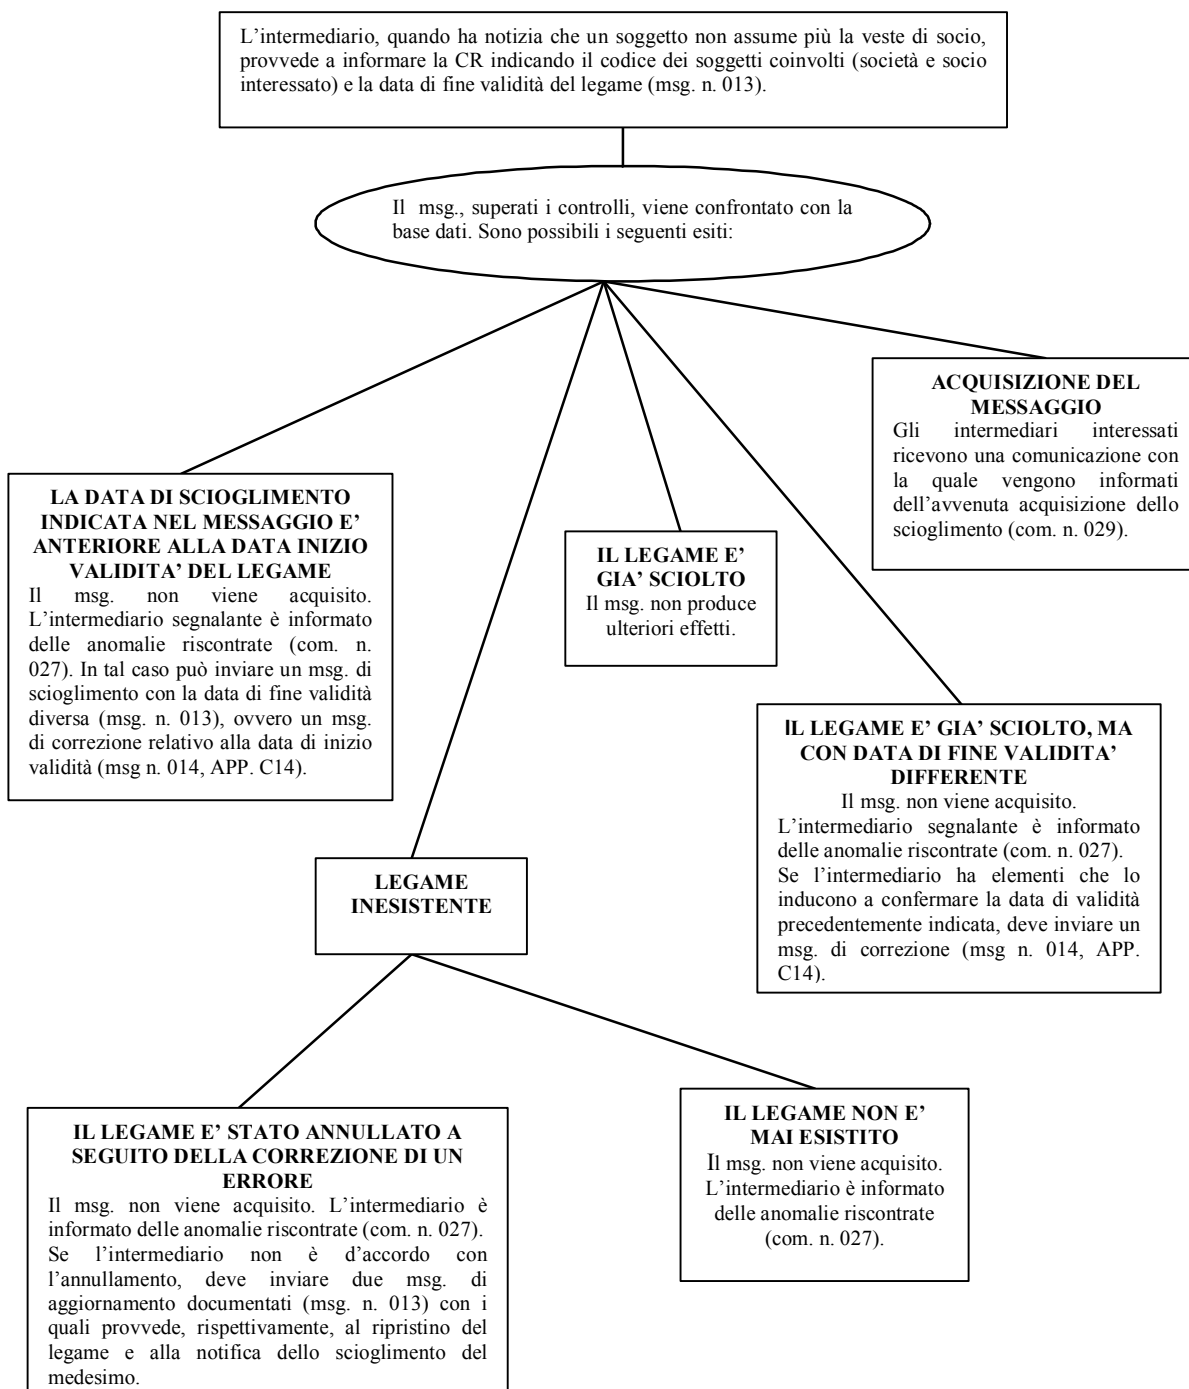 L’intermediario, quando ha notizia che un soggetto non assume più la veste di socio,
provvede a informare la CR indicando il codice dei soggetti coinvolti (società e socio
interessato) e la data di fine validità del legame (msg. n. 013).
Il msg., superati i controlli, viene confrontato con la
base dati. Sono possibili i seguenti esiti:
LA DATA DI SCIOGLIMENTO
INDICATA NEL MESSAGGIO E’
ANTERIORE ALLA DATA INIZIO
VALIDITA’ DEL LEGAME
Il msg. non viene acquisito.
L’intermediario segnalante è informato
delle anomalie riscontrate (com. n.
027). In tal caso può inviare un msg. di
scioglimento con la data di fine validità
diversa (msg. n. 013), ovvero un msg.
di correzione relativo alla data di inizio
validità (msg n. 014, APP. C14).
IL LEGAME E’
GIA’ SCIOLTO
Il msg. non produce
ulteriori effetti.
ACQUISIZIONE DEL
MESSAGGIO
Gli intermediari interessati
ricevono una comunicazione con
la quale vengono informati
dell’avvenuta acquisizione dello
scioglimento (com. n. 029).
IL LEGAME E’ GIA’ SCIOLTO, MA
CON DATA DI FINE VALIDITA’
DIFFERENTE
Il msg. non viene acquisito.
L’intermediario segnalante è informato
delle anomalie riscontrate (com. n. 027).
Se l’intermediario ha elementi che lo
inducono a confermare la data di validità
precedentemente indicata, deve inviare un
msg. di correzione (msg n. 014, APP.
C14).
LEGAME
INESISTENTE
IL LEGAME E’ STATO ANNULLATO A
SEGUITO DELLA CORREZIONE DI UN
ERRORE
Il msg. non viene acquisito. L’intermediario è
informato delle anomalie riscontrate (com. n. 027).
Se l’intermediario non è d’accordo con
l’annullamento, deve inviare due msg. di
aggiornamento documentati (msg. n. 013) con i
quali provvede, rispettivamente, al ripristino del
legame e alla notifica dello scioglimento del
medesimo.
IL LEGAME NON E’
MAI ESISTITO
Il msg. non viene acquisito.
L’intermediario è informato
delle anomalie riscontrate
(com. n. 027).